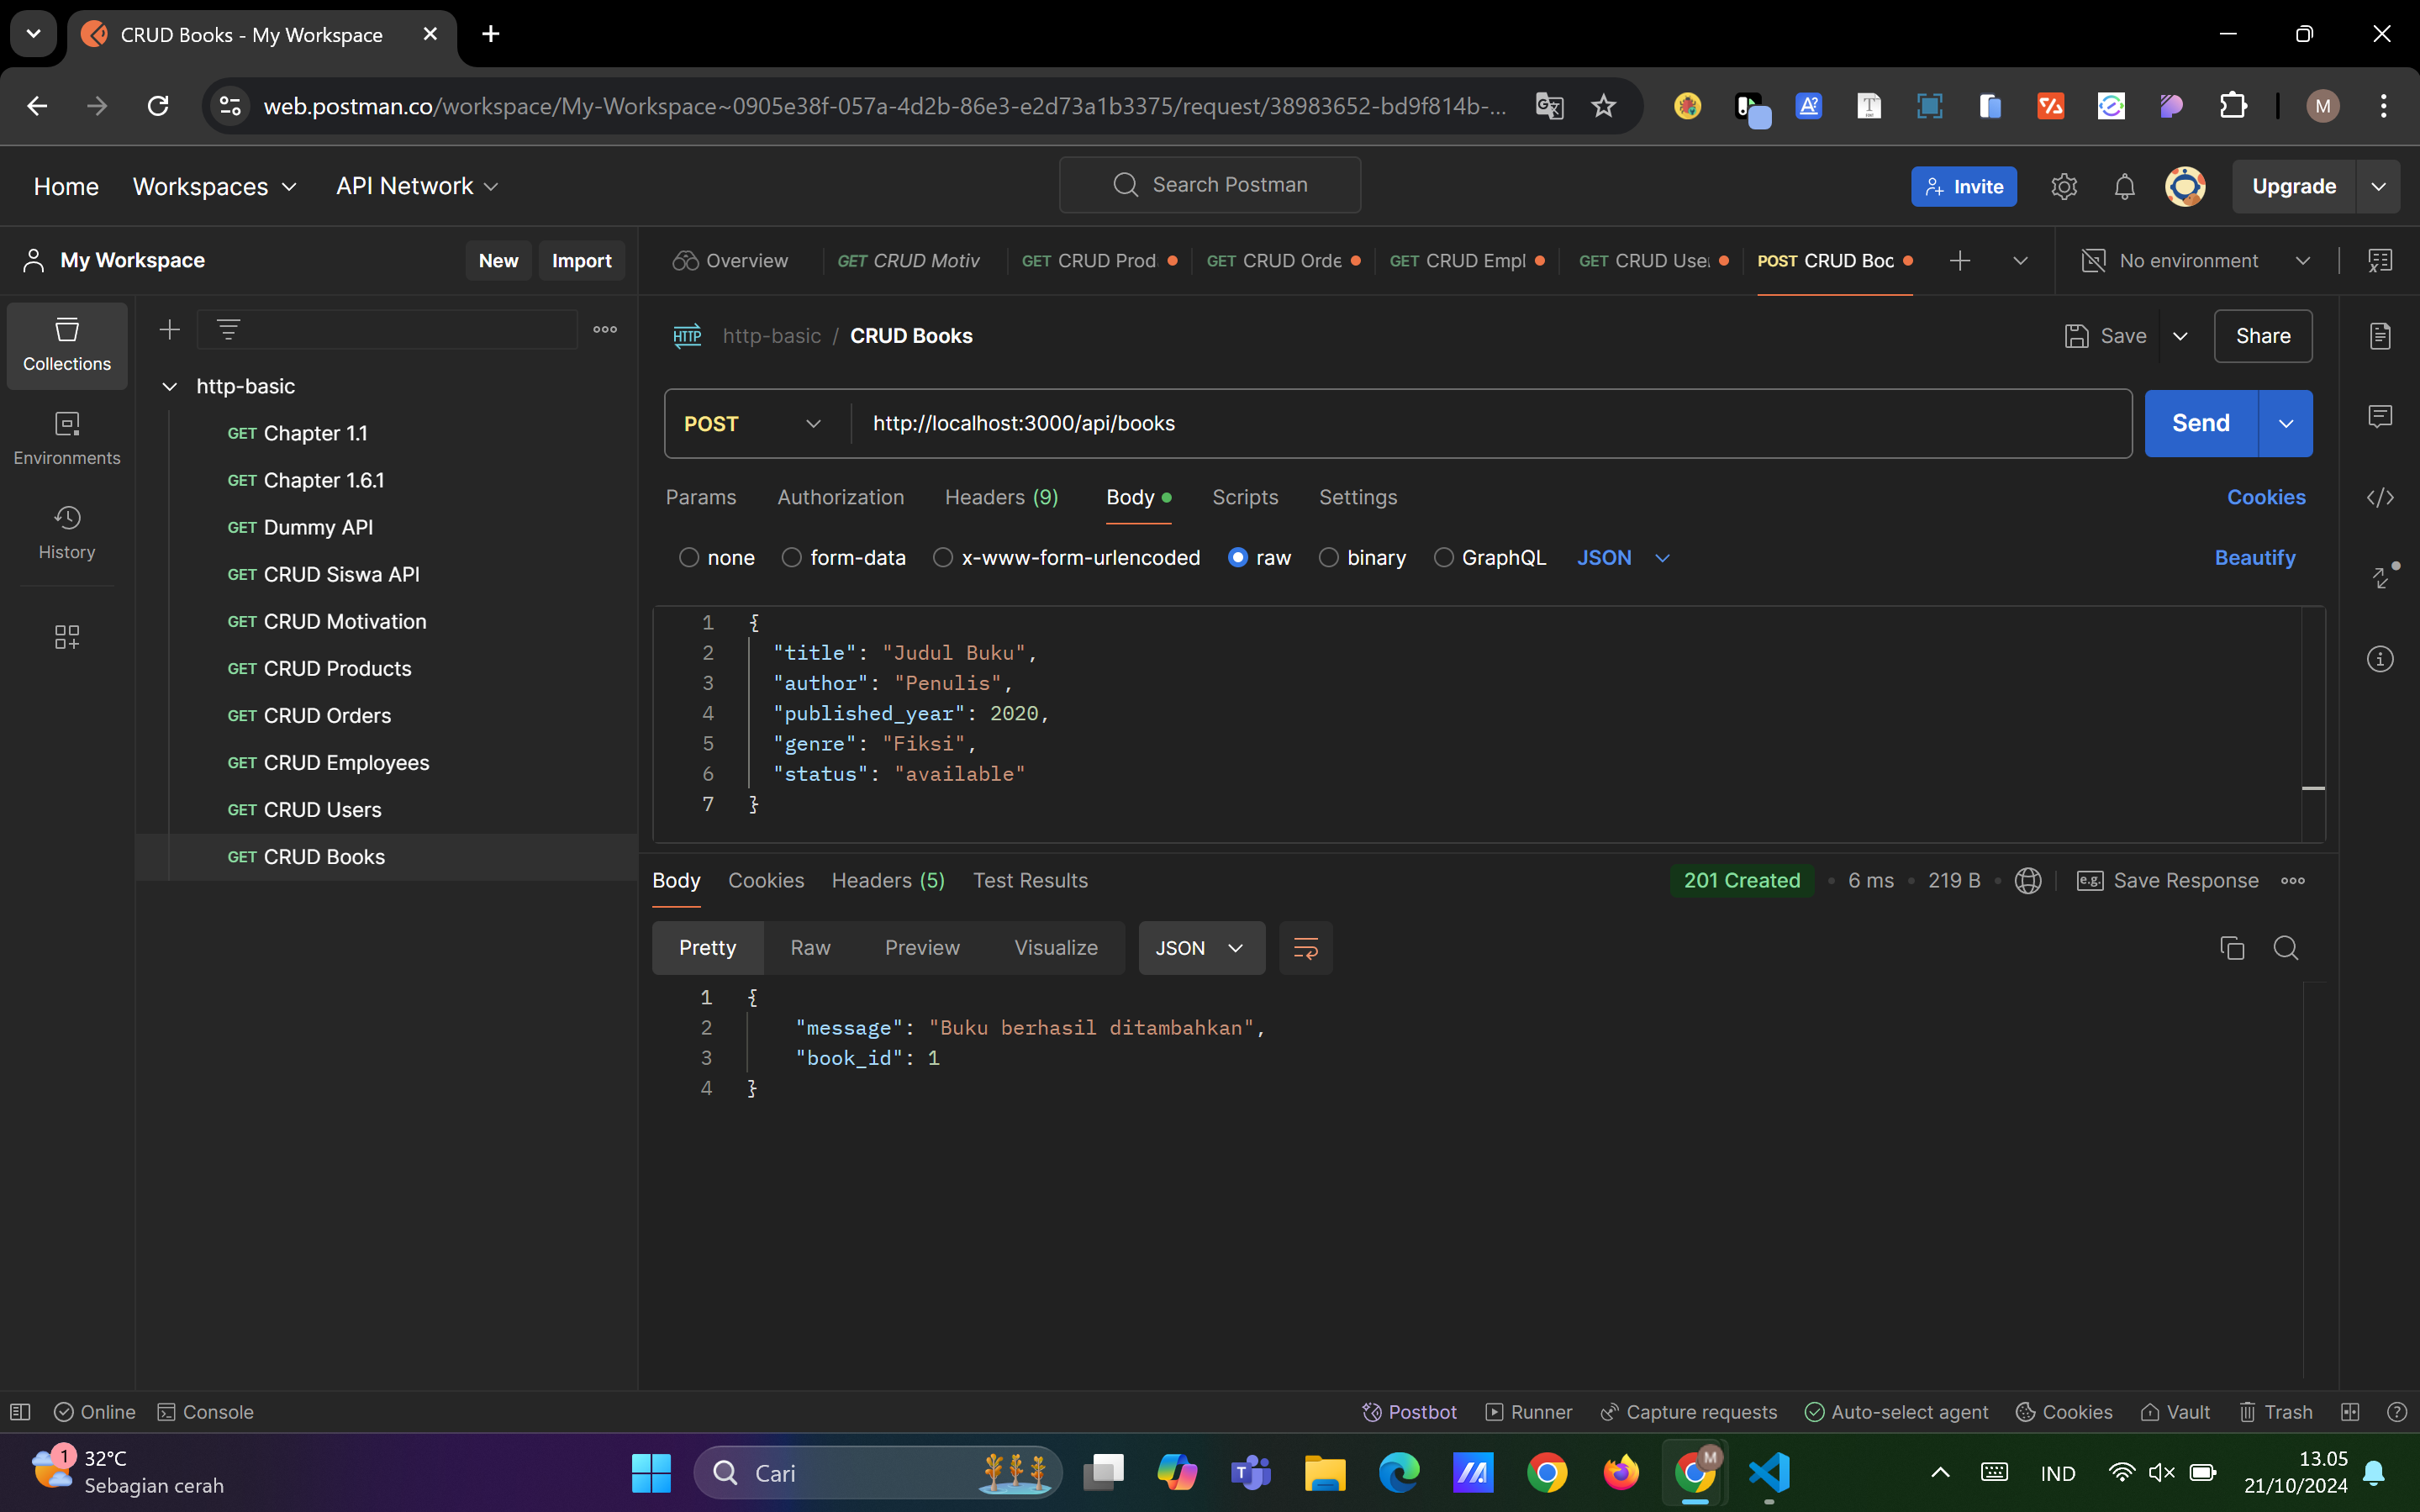 CRUD Books - My Workspace
web.postman.co/workspace/My-Workspace~0905e38f-057a-4d2b-86e3-e2d73a1b3375/request/38983652-bd9f814b-...
M
Home Workspaces API Network
Search Postman
Invite
Upgrade
My Workspace
New
Import
Overview
GET CRUD Motiv
GET CRUD Prod
GET CRUD Orde
GET CRUD Empl
GET CRUD Use
POST CRUD Boo
No environment
Collections
Environments
History
http-basic
GET Chapter 1.1
GET Chapter 1.6.1
GET Dummy API
GET CRUD Siswa API
GET CRUD Motivation
GET CRUD Products
GET CRUD Orders
GET CRUD Employees
GET CRUD Users
GET CRUD Books
HTTP http-basic / CRUD Books
Save
Share
POST http://localhost:3000/api/books
Send
Params Authorization Headers (9) Body Scripts Settings
Cookies
none form-data x-www-form-urlencoded raw binary GraphQL JSON
Beautify
1 {
2 "title": "Judul Buku",
3 "author": "Penulis",
4 "published_year": 2020,
5 "genre": "Fiksi",
6 "status": "available"
7 }
Body Cookies Headers (5) Test Results
201 Created 6 ms 219 B
e.g. Save Response
Pretty Raw Preview Visualize JSON
1 {
2 "message": "Buku berhasil ditambahkan",
3 "book_id": 1
4 }
Online Console
Postbot Runner Capture requests Auto-select agent Cookies Vault Trash
1
32°C
Sebagian cerah
Cari
M
IND
13.05
21/10/2024